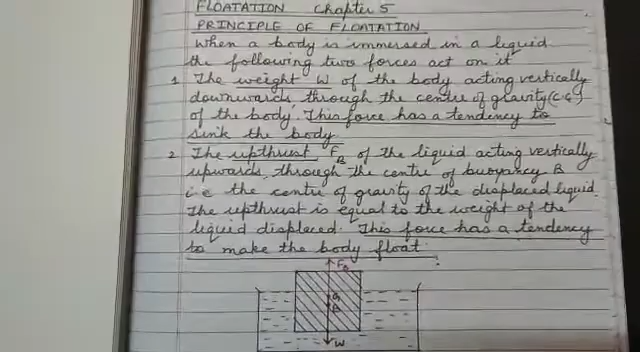 FLOATATION Chapter 5
PRINCIPLE OF FLOATATION
When a body is immersed in a liquid
the following two forces act on it
1. The weight W of the body acting vertically
downwards, through the centre of gravity (C.G)
of the body. This force has a tendency to
sink the body
2. The upthrust FB of the liquid acting vertically
upwards, through the centre of buoyancy B
i.e the centre of gravity of the displaced liquid.
The upthrust is equal to the weight of the
liquid displaced. This force has a tendency
to make the body float.
FB
G
B
W